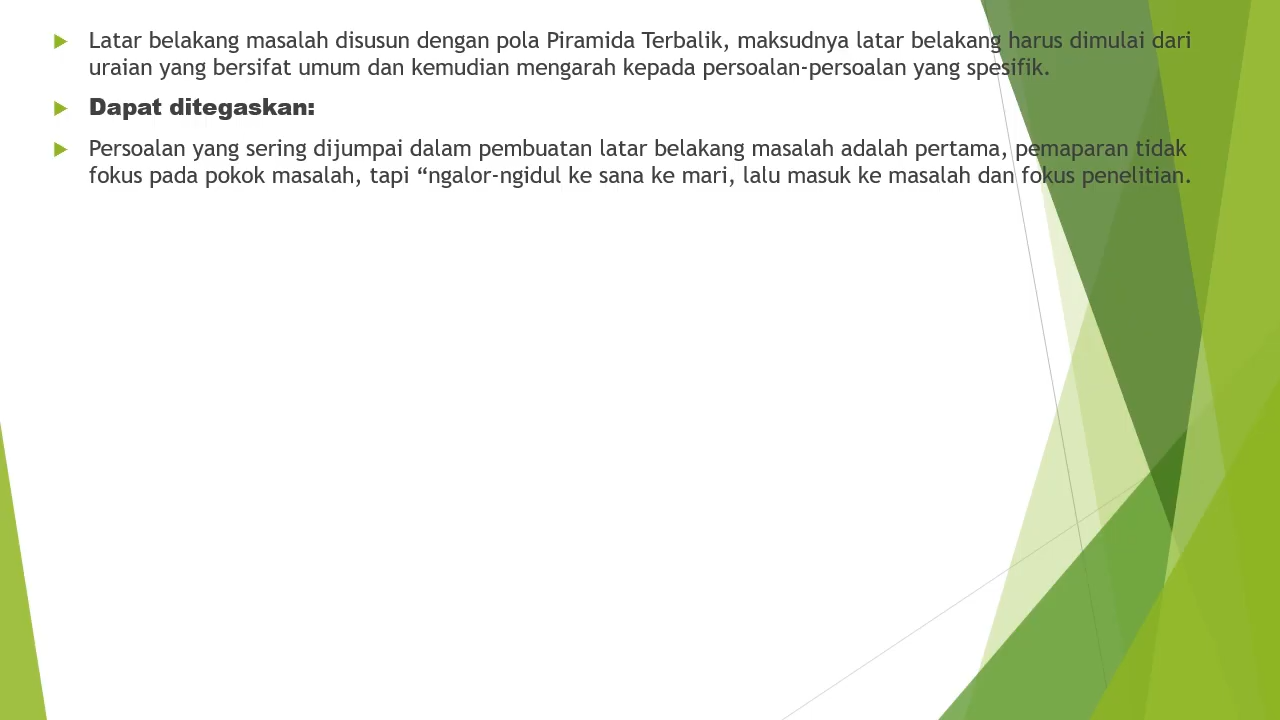 Latar belakang masalah disusun dengan pola Piramida Terbalik, maksudnya latar belakang harus dimulai dari
uraian yang bersifat umum dan kemudian mengarah kepada persoalan-persoalan yang spesifik.
Dapat ditegaskan:
Persoalan yang sering dijumpai dalam pembuatan latar belakang masalah adalah pertama, pemaparan tidak
fokus pada pokok masalah, tapi “ngalor-ngidul ke sana ke mari, lalu masuk ke masalah dan fokus penelitian.